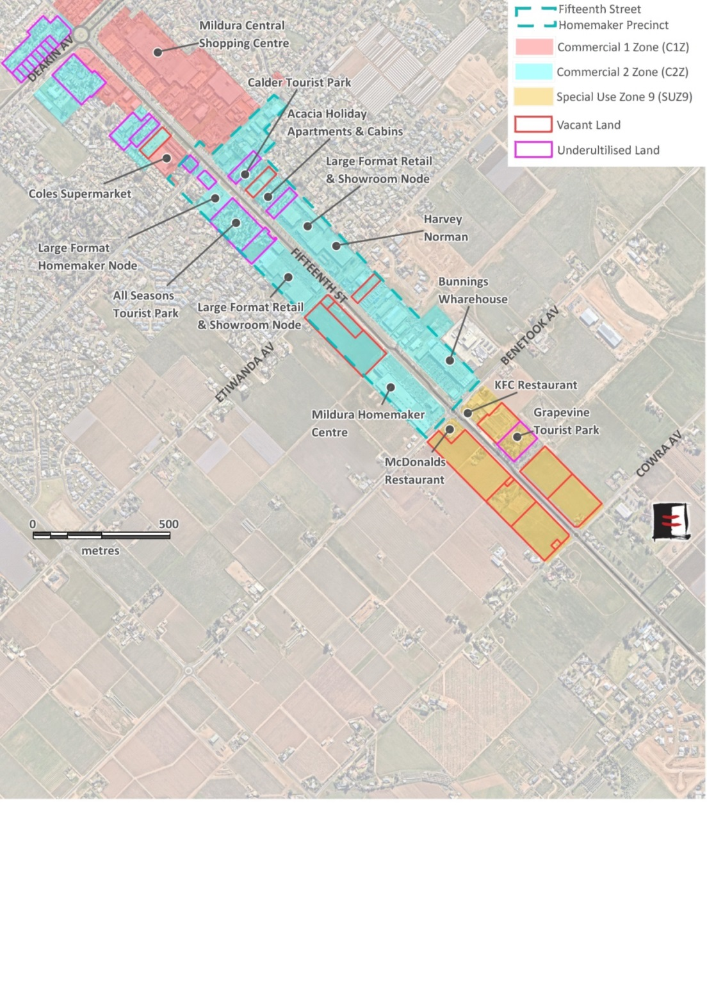 Fifteenth Street
Homemaker Precinct
Commercial 1 Zone (C1Z)
Commercial 2 Zone (C2Z)
Special Use Zone 9 (SUZ9)
Vacant Land
Underultilised Land
Mildura Central
Shopping Centre
DEAKIN AV
Calder Tourist Park
Acacia Holiday
Apartments & Cabins
Large Format Retail
& Showroom Node
Coles Supermarket
Harvey
Norman
Large Format
Homemaker Node
FIFTEENTH ST
Bunnings
Wharehouse
All Seasons
Tourist Park
Large Format Retail
& Showroom Node
BENETOOK AV
ETIWANDA AV
KFC Restaurant
Mildura Homemaker
Centre
Grapevine
Tourist Park
COWRA AV
McDonalds
Restaurant
0 500
metres